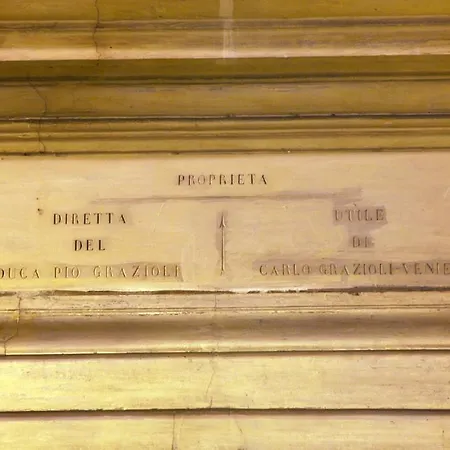 PROPRIETA
DIRETTA
DEL
DUCA PIO GRAZIOLI
UTILE
DI
CARLO GRAZIOLI-VENIE